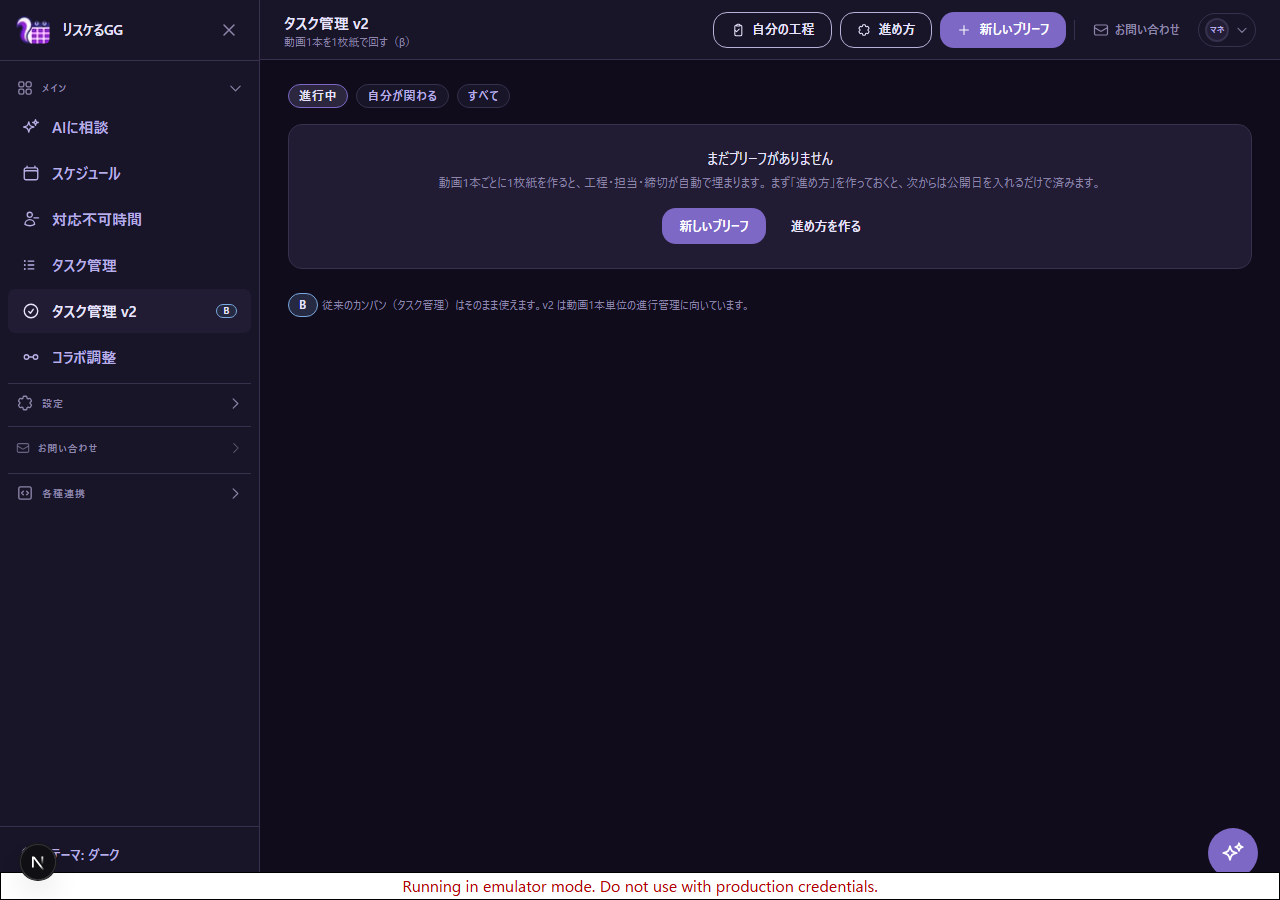 リスケるGG
メイン
AIに相談
スケジュール
対応不可時間
タスク管理
タスク管理 v2
B
コラボ調整
設定
お問い合わせ
各種連携
テーマ: ダーク
N
タスク管理 v2
動画1本を1枚紙で回す（β）
自分の工程
進め方
新しいブリーフ
お問い合わせ
マネ
進行中
自分が関わる
すべて
まだブリーフがありません
動画1本ごとに1枚紙を作ると、工程・担当・締切が自動で埋まります。まず「進め方」を作っておくと、次からは公開日を入れるだけで済みます。
新しいブリーフ
進め方を作る
B 従来のカンバン（タスク管理）はそのまま使えます。v2 は動画1本単位の進行管理に向いています。
Running in emulator mode. Do not use with production credentials.